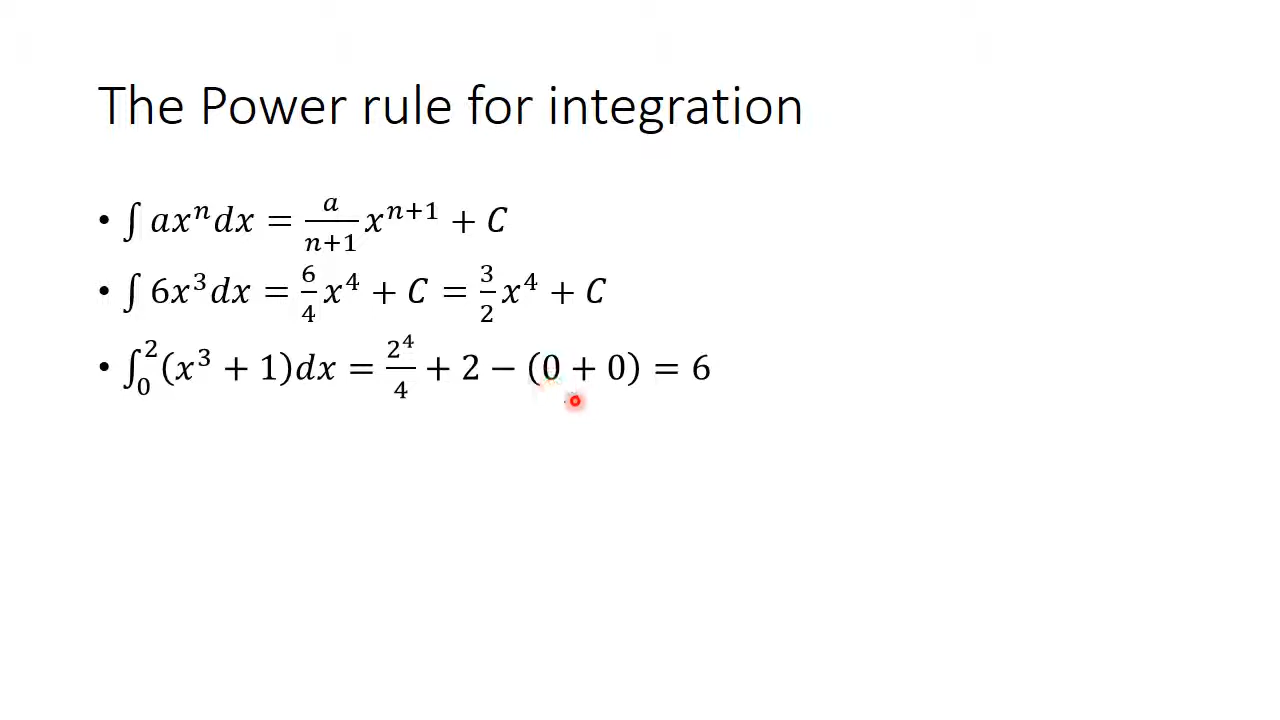 The Power rule for integration
• ∫ axⁿdx = a/(n+1) xⁿ⁺¹ + C
• ∫ 6x³dx = 6/4 x⁴ + C = 3/2 x⁴ + C
• ∫₀² (x³ + 1)dx = 2⁴/4 + 2 − (0 + 0) = 6